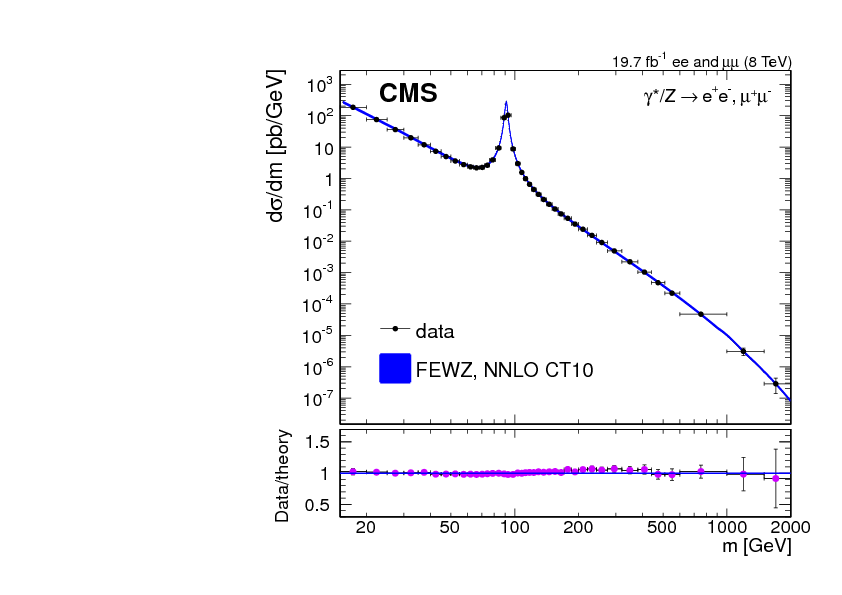 19.7 fb⁻¹ ee and μμ (8 TeV)
CMS
γ*/Z → e⁺e⁻, μ⁺μ⁻
dσ/dm [pb/GeV]
10³
10²
10
1
10⁻¹
10⁻²
10⁻³
10⁻⁴
10⁻⁵
10⁻⁶
10⁻⁷
data
FEWZ, NNLO CT10
Data/theory
1.5
1
0.5
20 50 100 200 500 1000 2000
m [GeV]